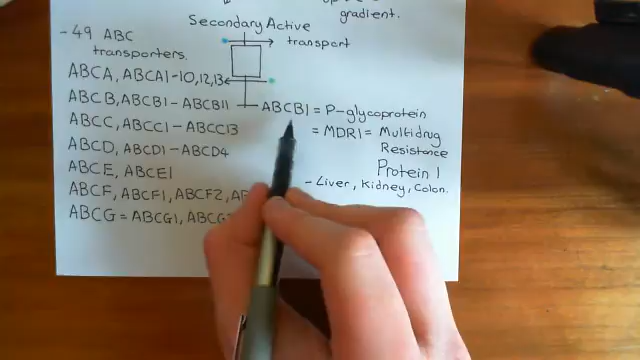 gradient.
Secondary Active
transport
-49 ABC
transporters.
ABCA, ABCA1-10,12,13
ABCB, ABCB1 - ABCB11
ABCC, ABCC1 - ABCC13
ABCD, ABCD1 - ABCD4
ABCE, ABCE1
ABCF, ABCF1, ABCF2,
ABCG = ABCG1,
ABCB1 = P-glycoprotein
= MDR1 = Multidrug
Resistance
Protein 1
- Liver, Kidney, Colon.